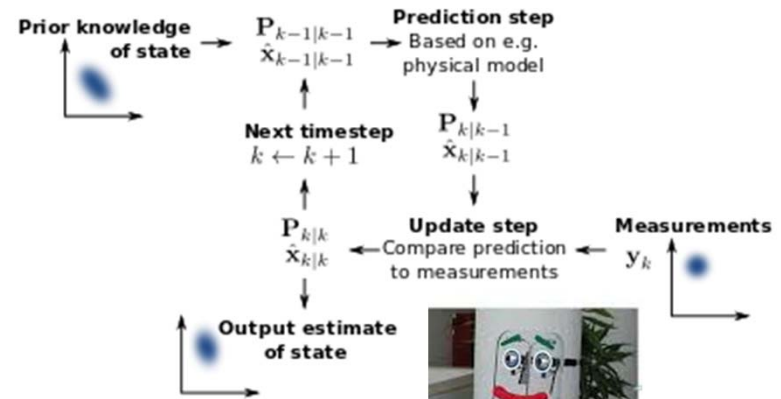 Prior knowledge
of state
P_{k−1|k−1}
x̂_{k−1|k−1}
Prediction step
Based on e.g.
physical model
P_{k|k−1}
x̂_{k|k−1}
Next timestep
k ← k + 1
P_{k|k}
x̂_{k|k}
Update step
Compare prediction
to measurements
Measurements
y_k
Output estimate
of state